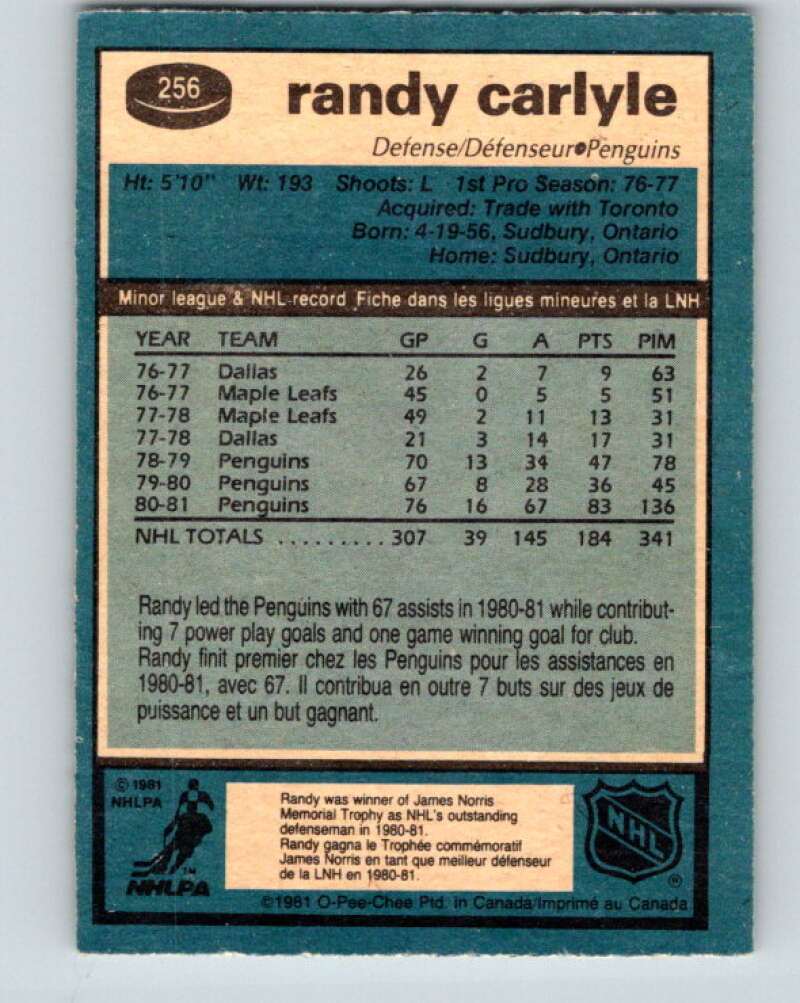 256
randy carlyle
Defense/Défenseur•Penguins
Ht: 5'10" Wt: 193 Shoots: L 1st Pro Season: 76-77
Acquired: Trade with Toronto
Born: 4-19-56, Sudbury, Ontario
Home: Sudbury, Ontario
Minor league & NHL record Fiche dans les ligues mineures et la LNH
YEAR TEAM GP G A PTS PIM
76-77 Dallas 26 2 7 9 63
76-77 Maple Leafs 45 0 5 5 51
77-78 Maple Leafs 49 2 11 13 31
77-78 Dallas 21 3 14 17 31
78-79 Penguins 70 13 34 47 78
79-80 Penguins 67 8 28 36 45
80-81 Penguins 76 16 67 83 136
NHL TOTALS .......... 307 39 145 184 341
Randy led the Penguins with 67 assists in 1980-81 while contribut-
ing 7 power play goals and one game winning goal for club.
Randy finit premier chez les Penguins pour les assistances en
1980-81, avec 67. Il contribua en outre 7 buts sur des jeux de
puissance et un but gagnant.
© 1981
NHLPA
TM
NHLPA
Randy was winner of James Norris
Memorial Trophy as NHL's outstanding
defenseman in 1980-81.
Randy gagna le Trophée commémoratif
James Norris en tant que meilleur défenseur
de la LNH en 1980-81.
NHL
®
©1981 O-Pee-Chee Ptd. in Canada/Imprimé au Canada